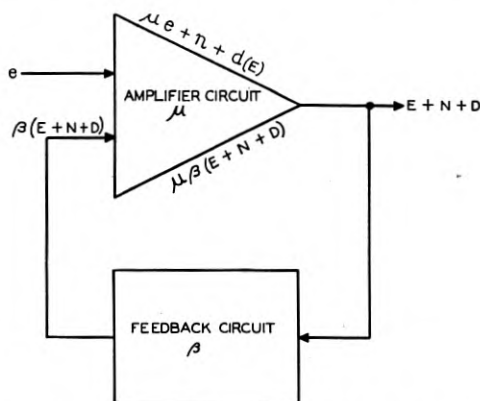 μe + n + d(E)
e
AMPLIFIER CIRCUIT
μ
E + N + D
β(E + N + D)
μβ(E + N + D)
FEEDBACK CIRCUIT
β